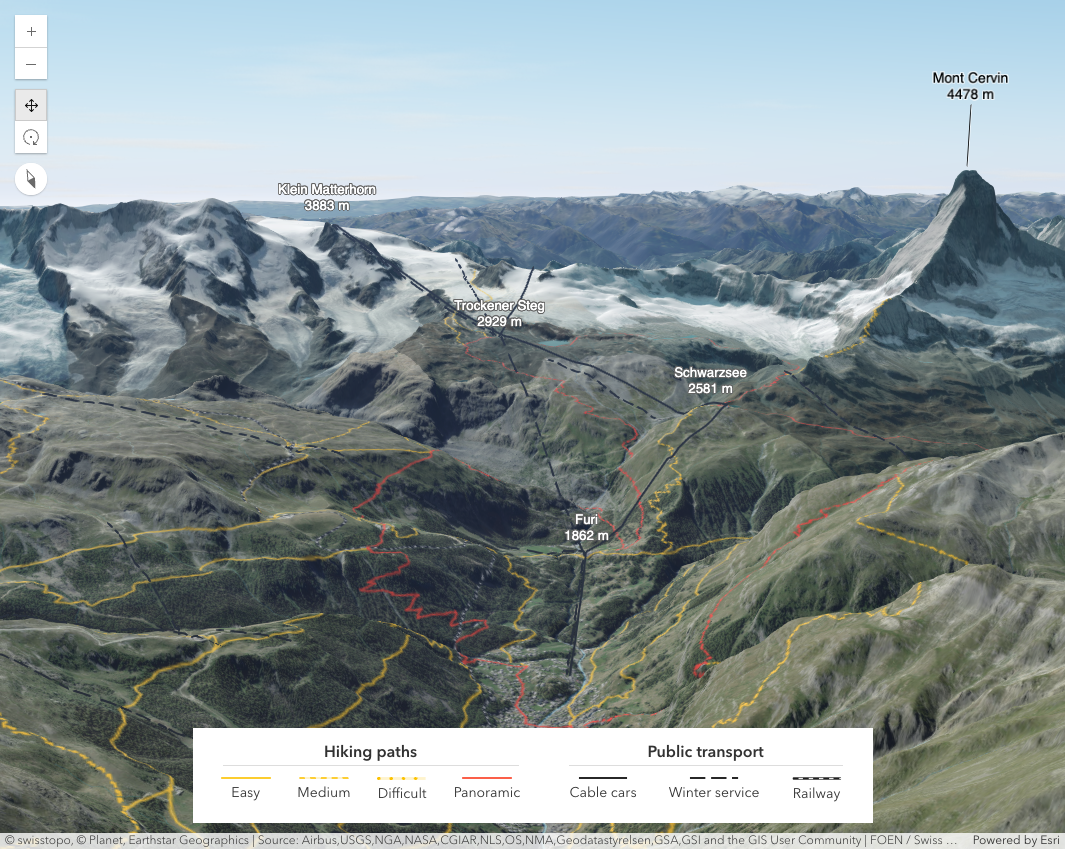 +
−
Mont Cervin
4478 m
Klein Matterhorn
3883 m
Trockener Steg
2929 m
Schwarzsee
2581 m
Furi
1862 m
Hiking paths
Easy
Medium
Difficult
Panoramic
Public transport
Cable cars
Winter service
Railway
© swisstopo, © Planet, Earthstar Geographics | Source: Airbus,USGS,NGA,NASA,CGIAR,NLS,OS,NMA,Geodatastyrelsen,GSA,GSI and the GIS User Community | FOEN / Swiss ...
Powered by Esri